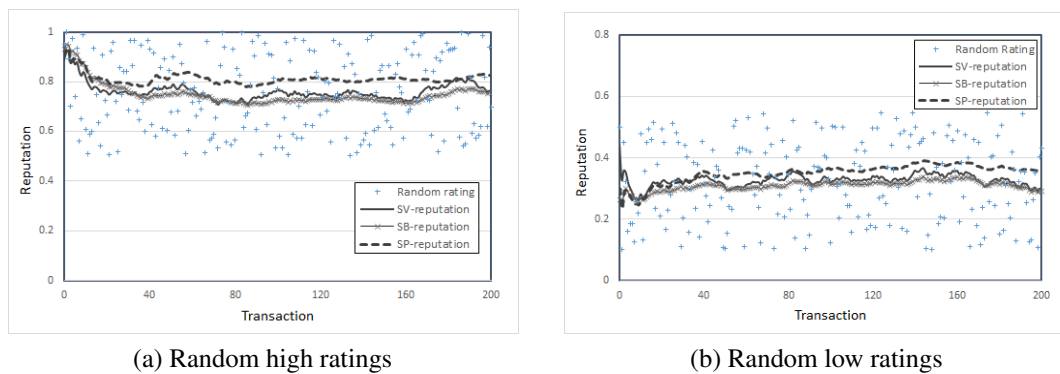 1
0.8
0.6
0.4
0.2
0
Reputation
0 40 80 120 160 200
Transaction
Random rating
SV-reputation
SB-reputation
SP-reputation
(a) Random high ratings
0.8
0.6
0.4
0.2
0
Reputation
0 40 80 120 160 200
Transaction
Random Rating
SV-reputation
SB-reputation
SP-reputation
(b) Random low ratings